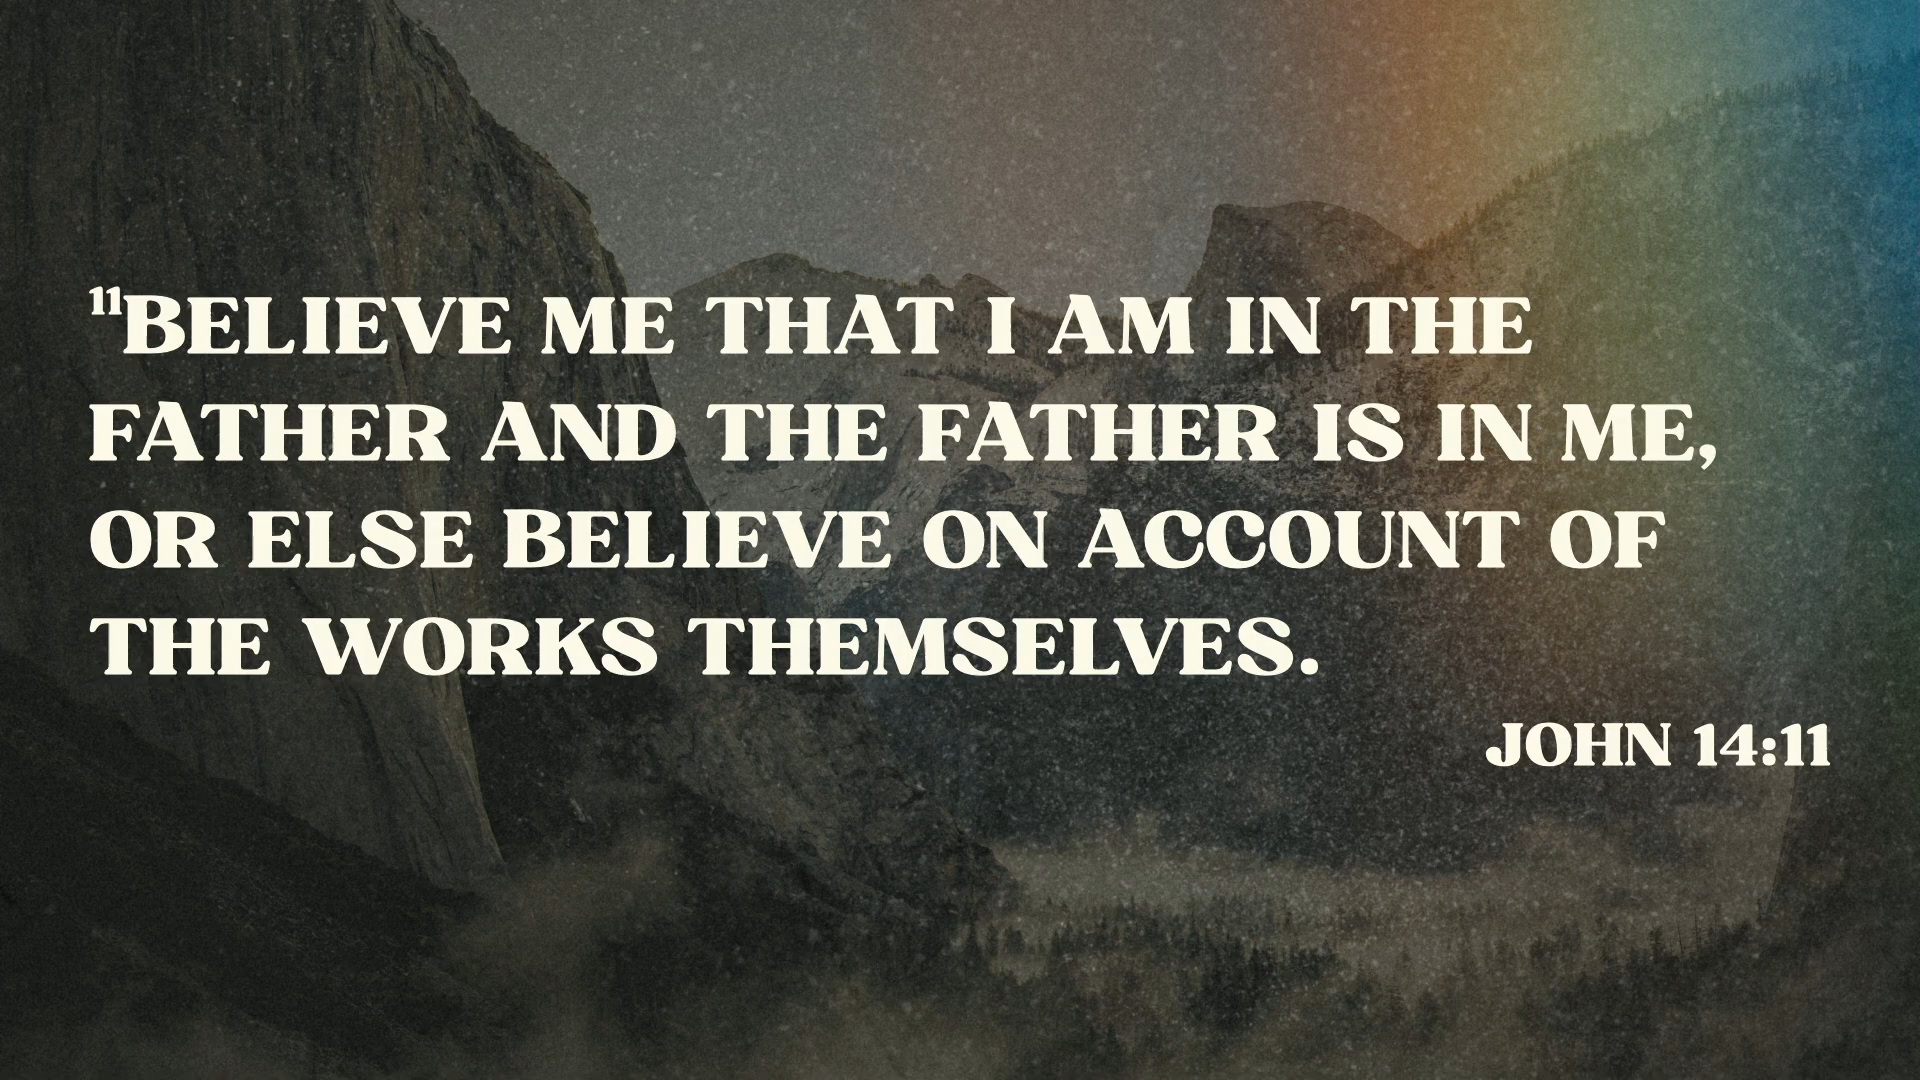 ¹¹BELIEVE ME THAT I AM IN THE
FATHER AND THE FATHER IS IN ME,
OR ELSE BELIEVE ON ACCOUNT OF
THE WORKS THEMSELVES.
JOHN 14:11